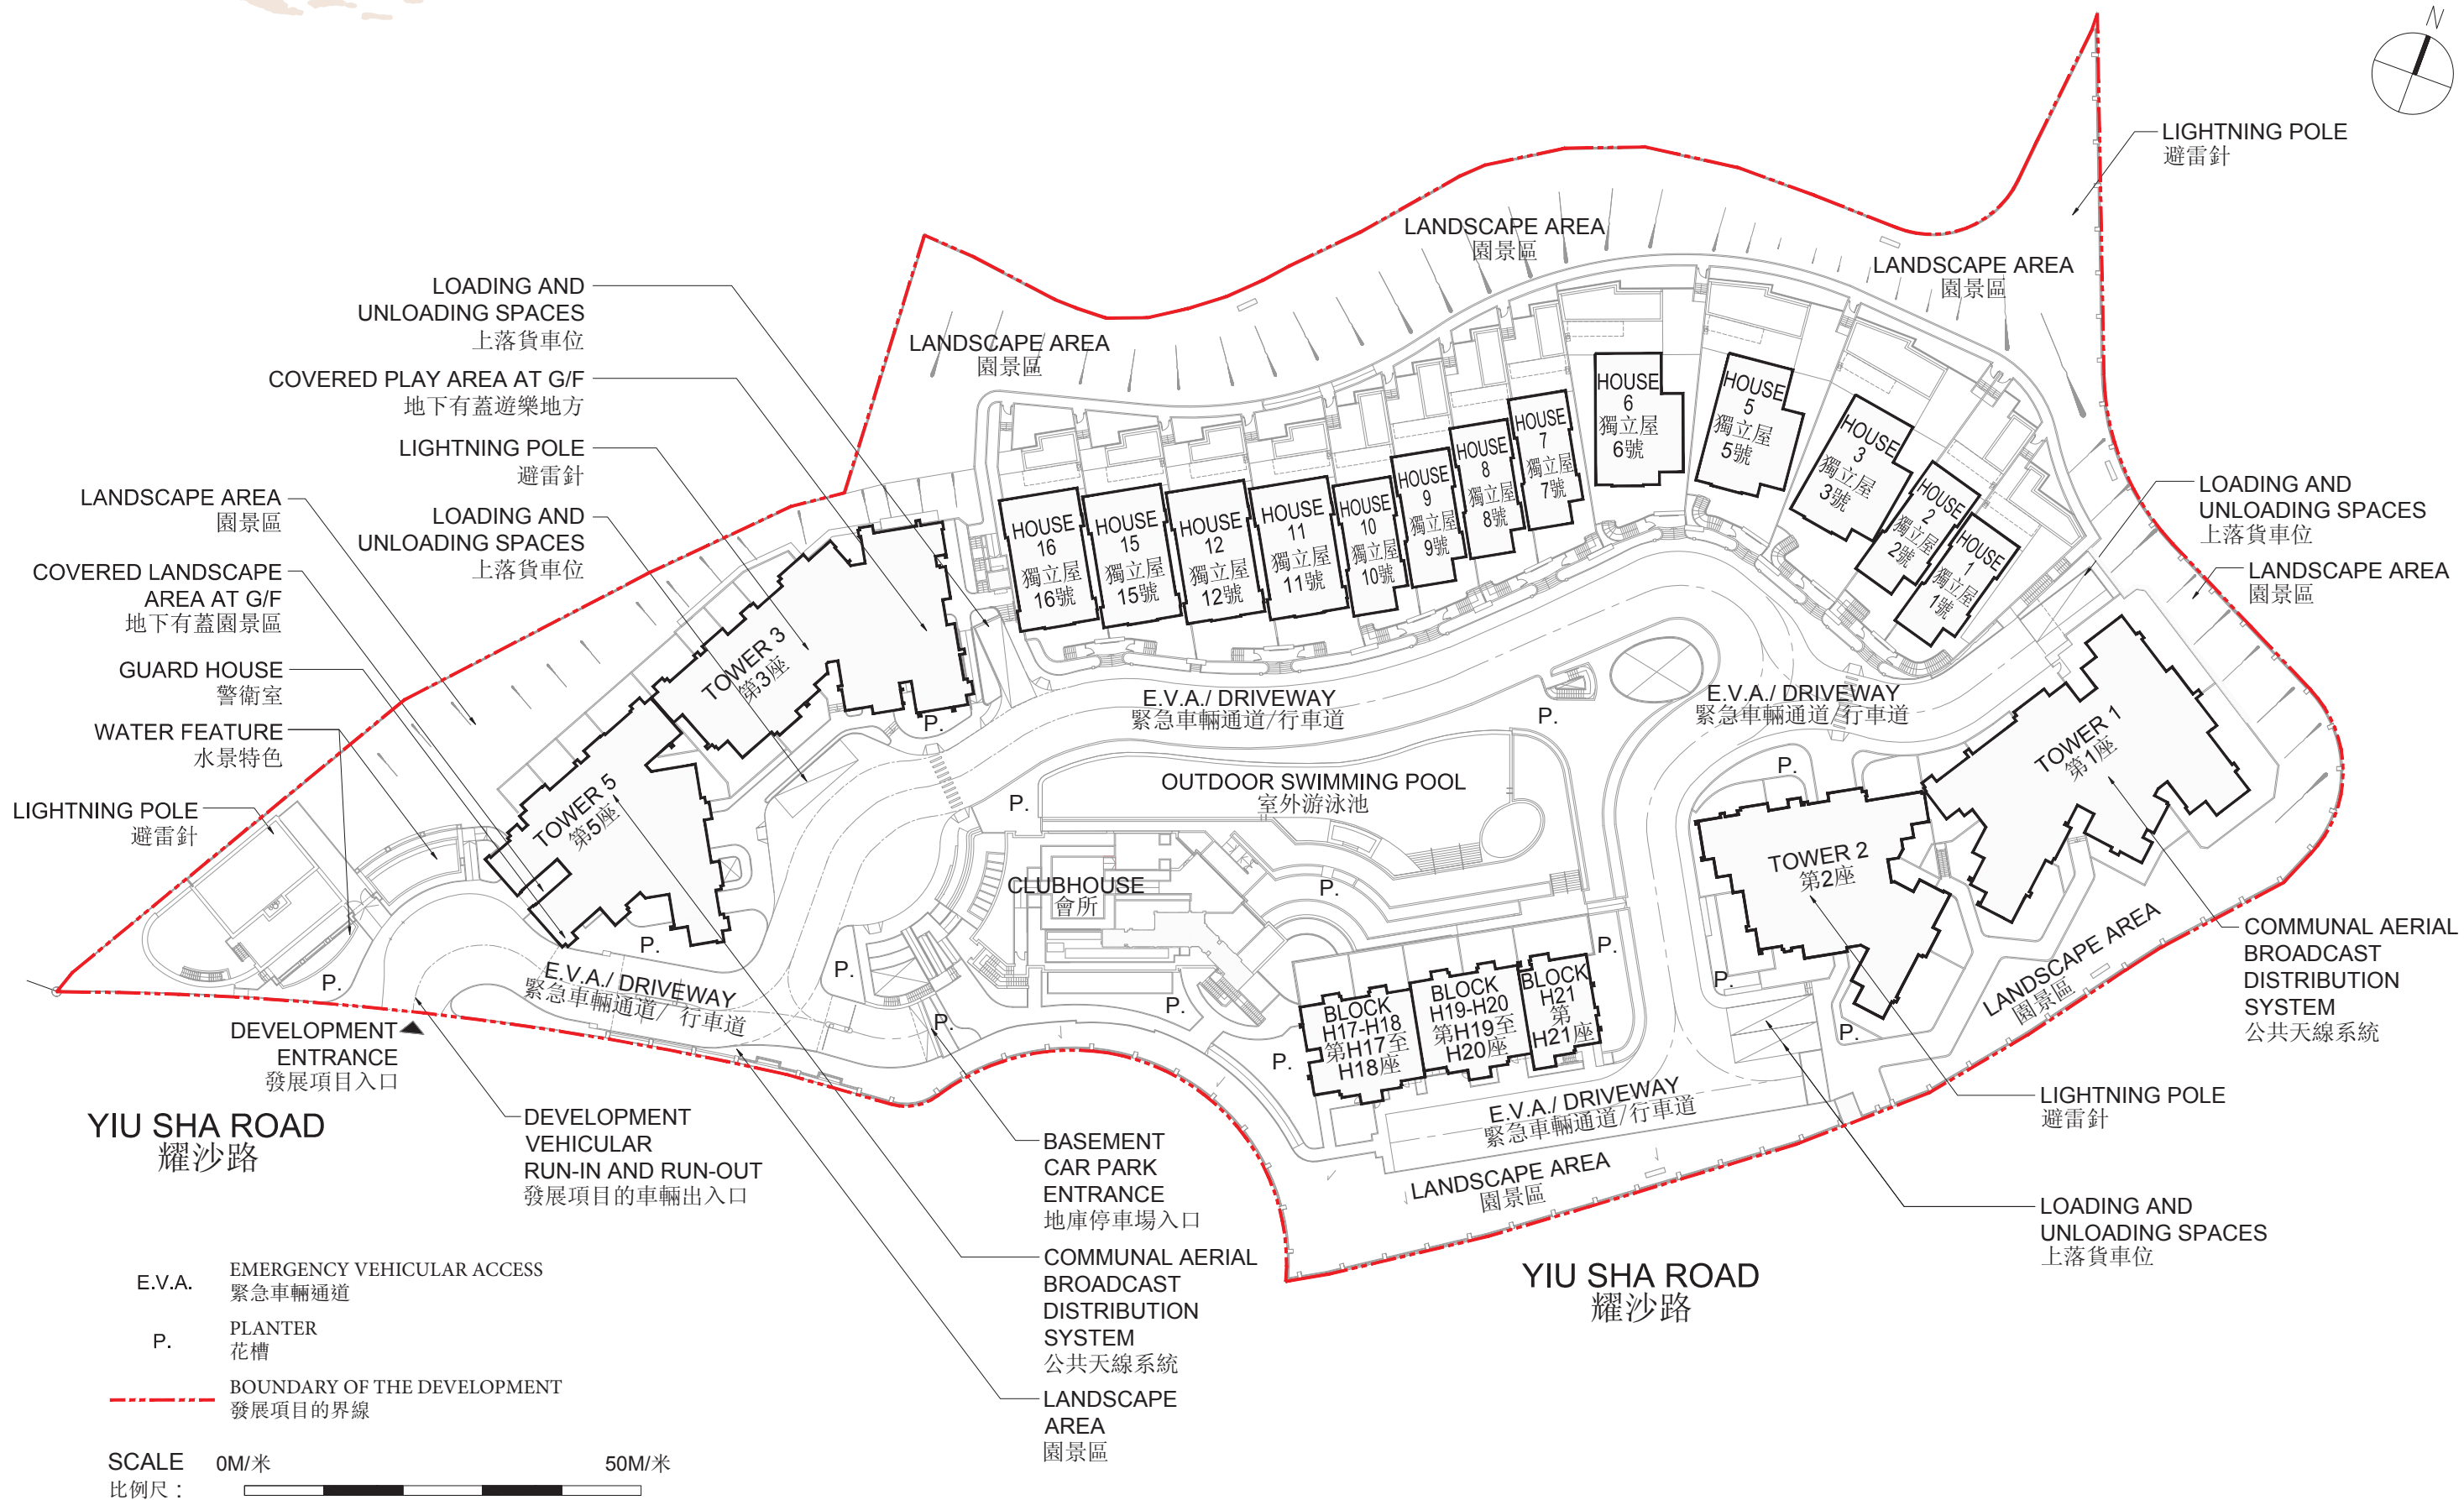 N
LIGHTNING POLE
避雷針
LANDSCAPE AREA
園景區
LANDSCAPE AREA
園景區
LANDSCAPE AREA
園景區
LOADING AND
UNLOADING SPACES
上落貨車位
COVERED PLAY AREA AT G/F
地下有蓋遊樂地方
LIGHTNING POLE
避雷針
LOADING AND
UNLOADING SPACES
上落貨車位
LANDSCAPE AREA
園景區
COVERED LANDSCAPE
AREA AT G/F
地下有蓋園景區
GUARD HOUSE
警衛室
WATER FEATURE
水景特色
LIGHTNING POLE
避雷針
HOUSE
16
獨立屋
16號
HOUSE
15
獨立屋
15號
HOUSE
12
獨立屋
12號
HOUSE
11
獨立屋
11號
HOUSE
10
獨立屋
10號
HOUSE
9
獨立屋
9號
HOUSE
8
獨立屋
8號
HOUSE
7
獨立屋
7號
HOUSE
6
獨立屋
6號
HOUSE
5
獨立屋
5號
HOUSE
3
獨立屋
3號
HOUSE
2
獨立屋
2號
HOUSE
1
獨立屋
1號
LOADING AND
UNLOADING SPACES
上落貨車位
LANDSCAPE AREA
園景區
TOWER 3
第3座
TOWER 5
第5座
TOWER 1
第1座
TOWER 2
第2座
E.V.A./ DRIVEWAY
緊急車輛通道/行車道
E.V.A./ DRIVEWAY
緊急車輛通道/行車道
P.
P.
P.
P.
OUTDOOR SWIMMING POOL
室外游泳池
CLUBHOUSE
會所
P.
P.
P.
P.
P.
P.
P.
P.
P.
P.
P.
E.V.A./ DRIVEWAY
緊急車輛通道/ 行車道
BLOCK
H17-H18
第H17至
H18座
BLOCK
H19-H20
第H19至
H20座
BLOCK
H21
第
H21座
E.V.A./ DRIVEWAY
緊急車輛通道/行車道
LANDSCAPE AREA
園景區
LANDSCAPE AREA
園景區
COMMUNAL AERIAL
BROADCAST
DISTRIBUTION
SYSTEM
公共天線系統
LIGHTNING POLE
避雷針
LOADING AND
UNLOADING SPACES
上落貨車位
DEVELOPMENT
ENTRANCE
發展項目入口
YIU SHA ROAD
耀沙路
DEVELOPMENT
VEHICULAR
RUN-IN AND RUN-OUT
發展項目的車輛出入口
BASEMENT
CAR PARK
ENTRANCE
地庫停車場入口
COMMUNAL AERIAL
BROADCAST
DISTRIBUTION
SYSTEM
公共天線系統
LANDSCAPE
AREA
園景區
YIU SHA ROAD
耀沙路
E.V.A.
EMERGENCY VEHICULAR ACCESS
緊急車輛通道
P.
PLANTER
花槽
BOUNDARY OF THE DEVELOPMENT
發展項目的界線
SCALE
比例尺：
0M/米
50M/米